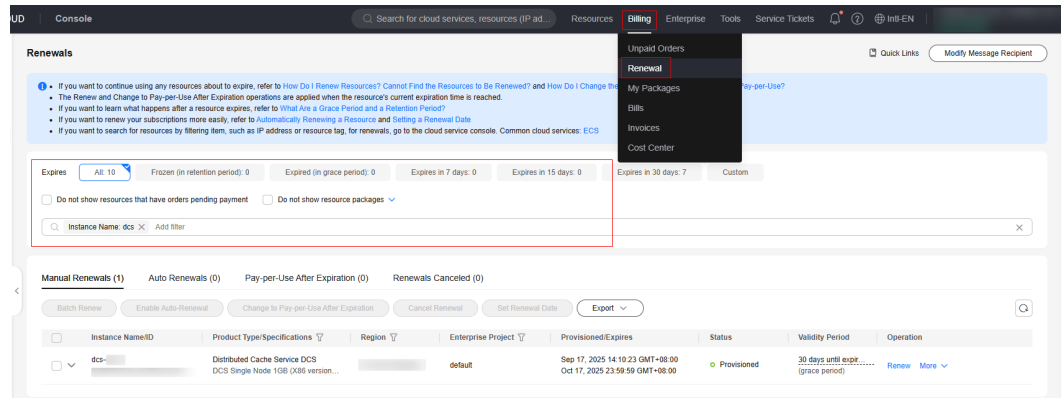 UD Console Search for cloud services, resources (IP ad... Resources Billing Enterprise Tools Service Tickets Intl-EN
Renewals
Quick Links Modify Message Recipient
Unpaid Orders
Renewal
My Packages
Bills
Invoices
Cost Center
• If you want to continue using any resources about to expire, refer to How Do I Renew Resources? Cannot Find the Resources to Be Renewed? and How Do I Change the Pay-per-Use?
• The Renew and Change to Pay-per-Use After Expiration operations are applied when the resource's current expiration time is reached.
• If you want to learn what happens after a resource expires, refer to What Are a Grace Period and a Retention Period?
• If you want to renew your subscriptions more easily, refer to Automatically Renewing a Resource and Setting a Renewal Date
• If you want to search for resources by filtering item, such as IP address or resource tag, for renewals, go to the cloud service console. Common cloud services: ECS
Expires All: 10 Frozen (in retention period): 0 Expired (in grace period): 0 Expires in 7 days: 0 Expires in 15 days: 0 Expires in 30 days: 7 Custom
Do not show resources that have orders pending payment Do not show resource packages
Instance Name: dcs Add filter
Manual Renewals (1) Auto Renewals (0) Pay-per-Use After Expiration (0) Renewals Canceled (0)
Batch Renew Enable Auto-Renewal Change to Pay-per-Use After Expiration Cancel Renewal Set Renewal Date Export
Instance Name/ID Product Type/Specifications Region Enterprise Project Provisioned/Expires Status Validity Period Operation
dcs- Distributed Cache Service DCS default Sep 17, 2025 14:10:23 GMT+08:00 Provisioned 30 days until expir... Renew More
DCS Single Node 1GB (X86 version... Oct 17, 2025 23:59:59 GMT+08:00 (grace period)